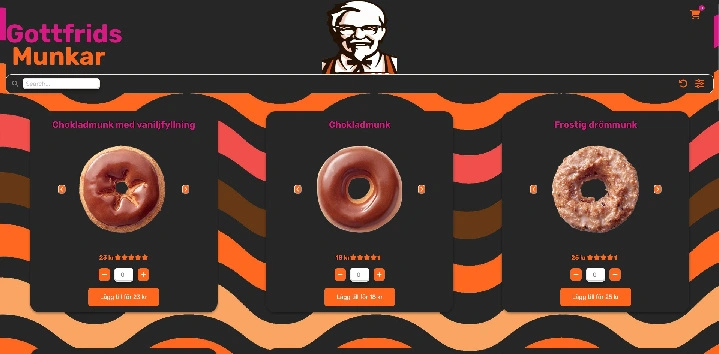 Gottfrids
Munkar
Search...
Chokladmunk med vaniljfyllning
Chokladmunk
Frostig drömmunk
23 kr
18 kr
25 kr
0
0
0
Lägg till för 23 kr
Lägg till för 18 kr
Lägg till för 25 kr